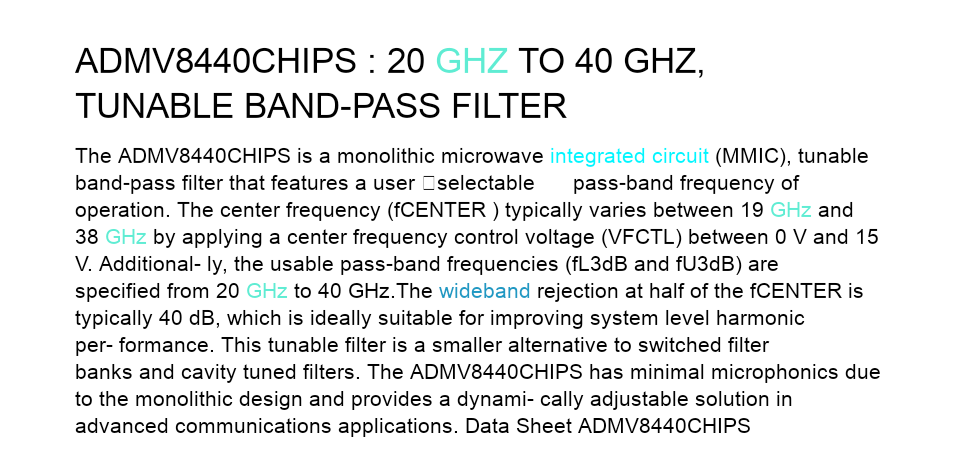 ADMV8440CHIPS : 20 GHZ TO 40 GHZ,
TUNABLE BAND-PASS FILTER
The ADMV8440CHIPS is a monolithic microwave integrated circuit (MMIC), tunable
band-pass filter that features a user □selectable pass-band frequency of
operation. The center frequency (fCENTER ) typically varies between 19 GHz and
38 GHz by applying a center frequency control voltage (VFCTL) between 0 V and 15
V. Additional- ly, the usable pass-band frequencies (fL3dB and fU3dB) are
specified from 20 GHz to 40 GHz.The wideband rejection at half of the fCENTER is
typically 40 dB, which is ideally suitable for improving system level harmonic
per- formance. This tunable filter is a smaller alternative to switched filter
banks and cavity tuned filters. The ADMV8440CHIPS has minimal microphonics due
to the monolithic design and provides a dynami- cally adjustable solution in
advanced communications applications. Data Sheet ADMV8440CHIPS